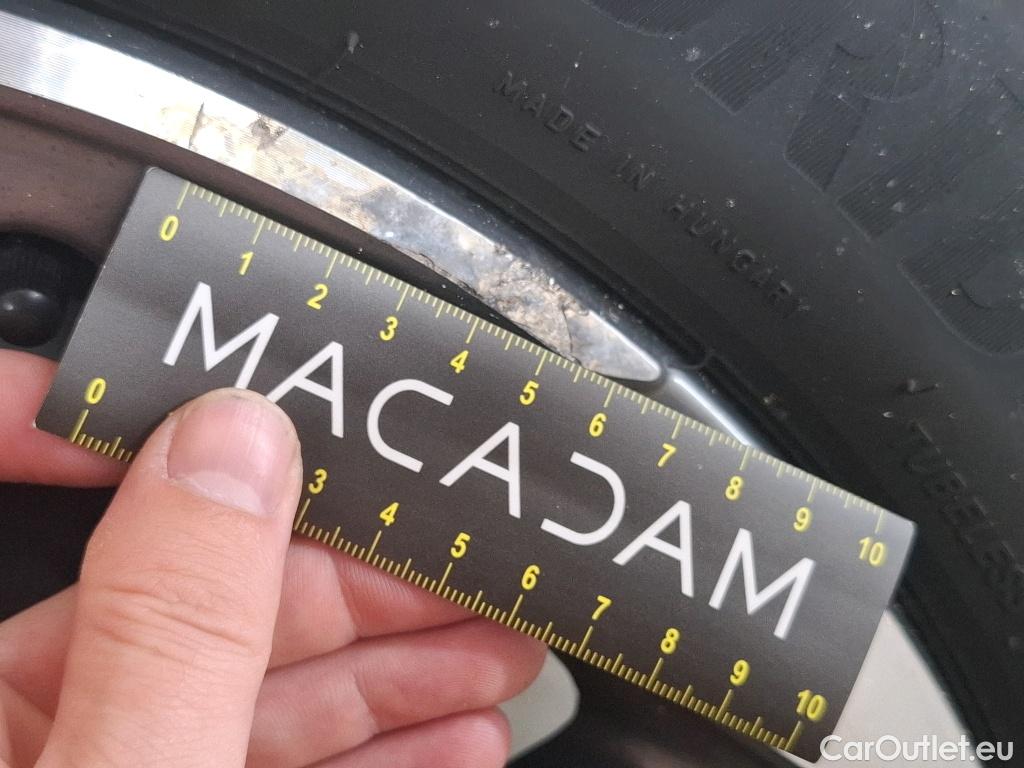 MADE IN HUNGARY
TUBELESS
0 1 2 3 4 5 6 7 8 9 10
MACADAM
0 3 4 5 6 7 8 9 10
CarOutlet.eu